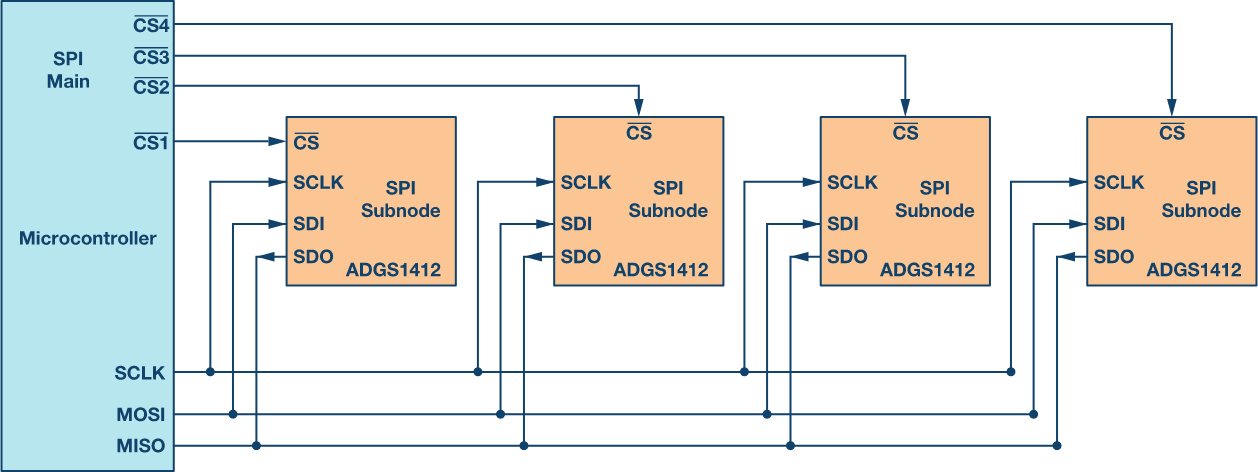 CS4
SPI
Main
CS3
CS2
CS1
Microcontroller
SCLK
MOSI
MISO
CS
SCLK
SDI
SDO
SPI
Subnode
ADGS1412
CS
SCLK
SDI
SDO
SPI
Subnode
ADGS1412
CS
SCLK
SDI
SDO
SPI
Subnode
ADGS1412
CS
SCLK
SDI
SDO
SPI
Subnode
ADGS1412